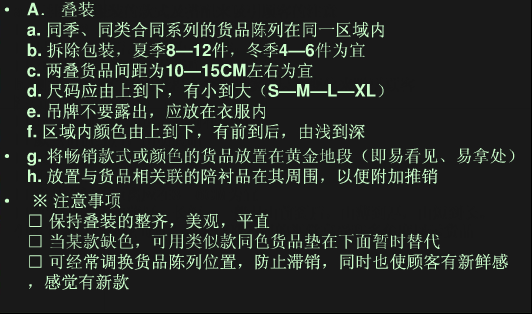 • A． 叠装
a. 同季、同类合同系列的货品陈列在同一区域内
b. 拆除包装，夏季8—12件，冬季4—6件为宜
c. 两叠货品间距为10—15CM左右为宜
d. 尺码应由上到下，有小到大（S—M—L—XL）
e. 吊牌不要露出，应放在衣服内
f. 区域内颜色由上到下，有前到后，由浅到深
• g. 将畅销款式或颜色的货品放置在黄金地段（即易看见、易拿处）
h. 放置与货品相关联的陪衬品在其周围，以便附加推销
• ※ 注意事项
□ 保持叠装的整齐，美观，平直
□ 当某款缺色，可用类似款同色货品垫在下面暂时替代
□ 可经常调换货品陈列位置，防止滞销，同时也使顾客有新鲜感
，感觉有新款